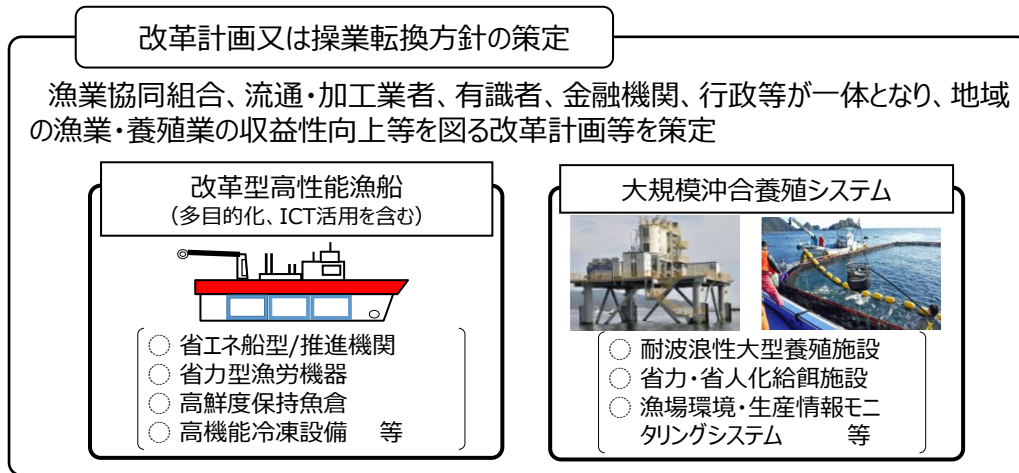 改革計画又は操業転換方針の策定
漁業協同組合、流通・加工業者、有識者、金融機関、行政等が一体となり、地域
の漁業・養殖業の収益性向上等を図る改革計画等を策定
改革型高性能漁船
（多目的化、ICT活用を含む）
○ 省エネ船型/推進機関
○ 省力型漁労機器
○ 高鮮度保持魚倉
○ 高機能冷凍設備　等
大規模沖合養殖システム
○ 耐波浪性大型養殖施設
○ 省力・省人化給餌施設
○ 漁場環境・生産情報モニ
タリングシステム　等